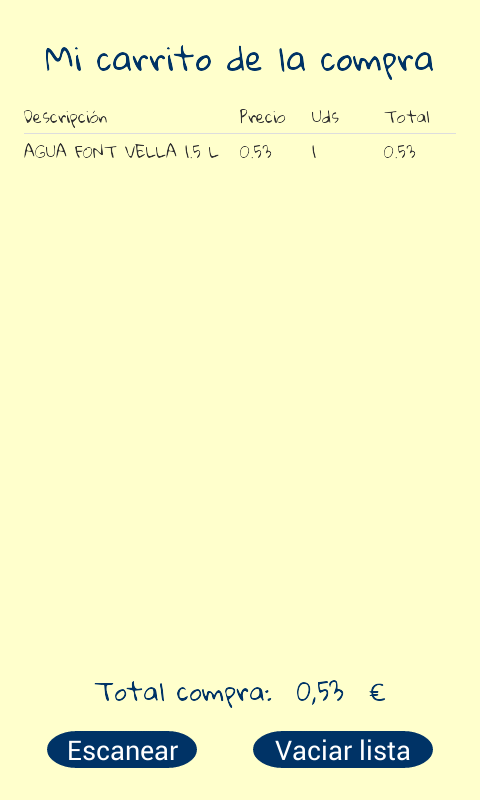 Mi carrito de la compra
Descripción Precio Uds Total
AGUA FONT VELLA 1.5 L 0.53 1 0.53
Total compra: 0,53 €
Escanear Vaciar lista